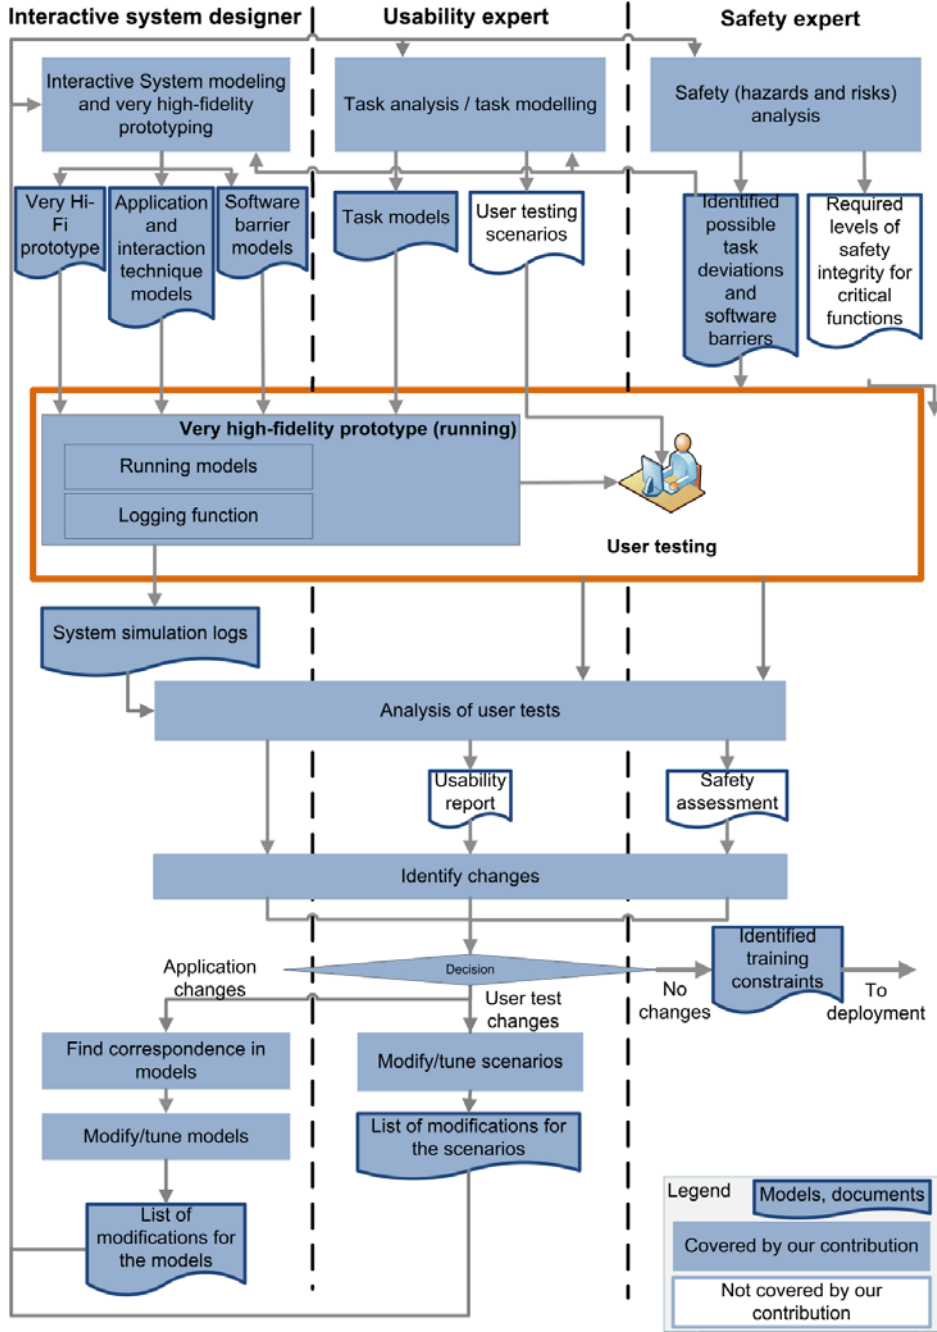 Interactive system designer
Usability expert
Safety expert
Interactive System modeling
and very high-fidelity
prototyping
Task analysis / task modelling
Safety (hazards and risks)
analysis
Very Hi-
Fi
prototype
Application
and
interaction
technique
models
Software
barrier
models
Task models
User testing
scenarios
Identified
possible
task
deviations
and
software
barriers
Required
levels of
safety
integrity for
critical
functions
Very high-fidelity prototype (running)
Running models
Logging function
User testing
System simulation logs
Analysis of user tests
Usability
report
Safety
assessment
Identify changes
Decision
Application
changes
User test
changes
No
changes
Identified
training
constraints
To
deployment
Find correspondence in
models
Modify/tune scenarios
Modify/tune models
List of modifications for
the scenarios
List of
modifications for
the models
Legend
Models, documents
Covered by our contribution
Not covered by our
contribution